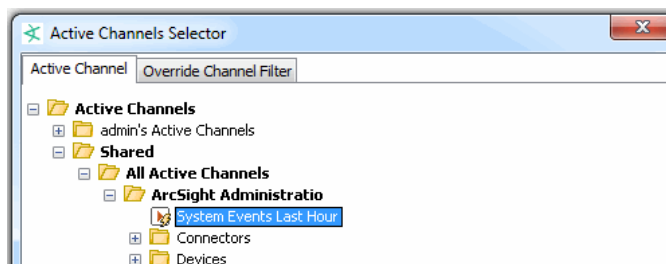 Active Channels Selector
Active Channel Override Channel Filter
Active Channels
admin's Active Channels
Shared
All Active Channels
ArcSight Administratio
System Events Last Hour
Connectors
Devices